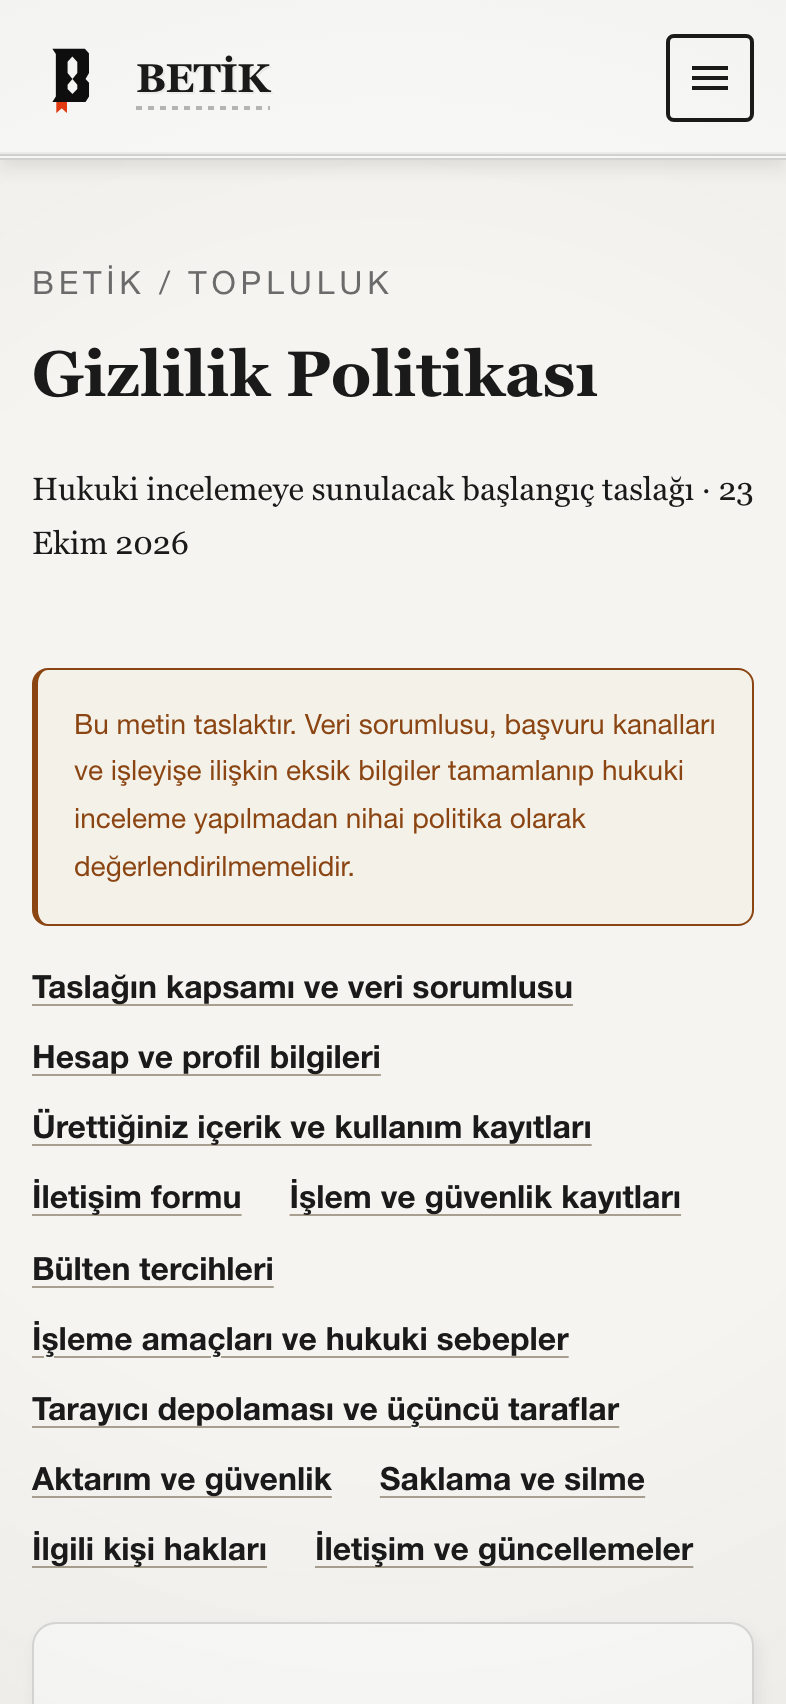 BETİK
BETİK / TOPLULUK
Gizlilik Politikası
Hukuki incelemeye sunulacak başlangıç taslağı · 23
Ekim 2026
Bu metin taslaktır. Veri sorumlusu, başvuru kanalları
ve işleyişe ilişkin eksik bilgiler tamamlanıp hukuki
inceleme yapılmadan nihai politika olarak
değerlendirilmemelidir.
Taslağın kapsamı ve veri sorumlusu
Hesap ve profil bilgileri
Ürettiğiniz içerik ve kullanım kayıtları
İletişim formu İşlem ve güvenlik kayıtları
Bülten tercihleri
İşleme amaçları ve hukuki sebepler
Tarayıcı depolaması ve üçüncü taraflar
Aktarım ve güvenlik Saklama ve silme
İlgili kişi hakları İletişim ve güncellemeler